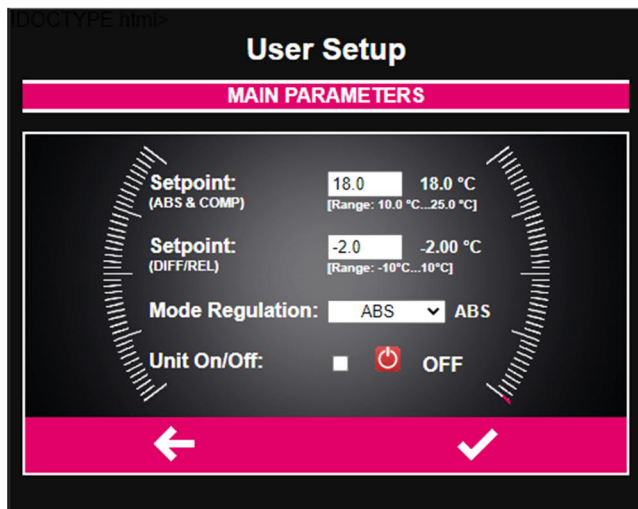 !DOCTYPE html>
User Setup
MAIN PARAMETERS
Setpoint: 18.0 18.0 °C
(ABS & COMP) [Range: 10.0 °C...25.0 °C]
Setpoint: -2.0 -2.00 °C
(DIFF/REL) [Range: -10°C...10°C]
Mode Regulation: ABS ABS
Unit On/Off: OFF